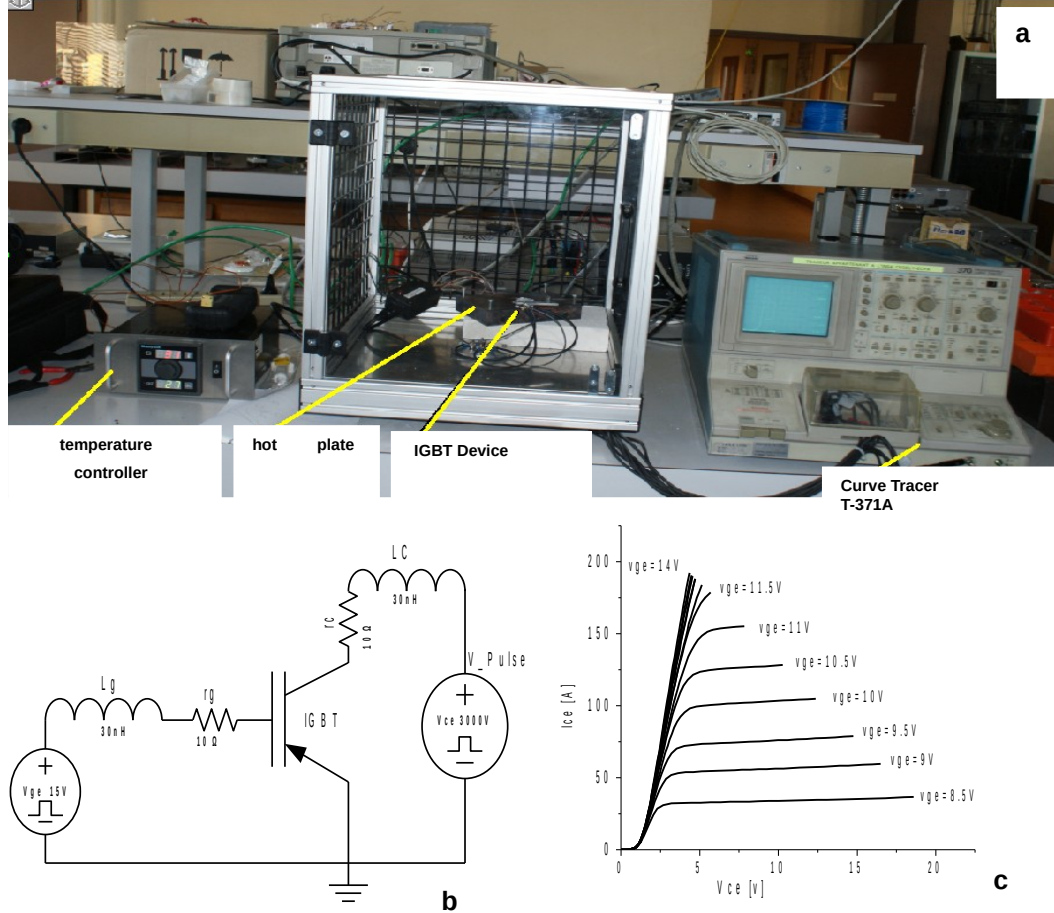 a
temperature
controller
hot plate
IGBT Device
Curve Tracer
T-371A
LC
30nH
rc
10 Ω
V_Pulse
Vce 3000V
Lg
30nH
rg
10 Ω
IGBT
Vge 15V
b
200
150
100
50
0
Ice [A]
vge=14V
vge=11.5V
vge=11V
vge=10.5V
vge=10V
vge=9.5V
vge=9V
vge=8.5V
0 5 10 15 20
Vce [v]
c